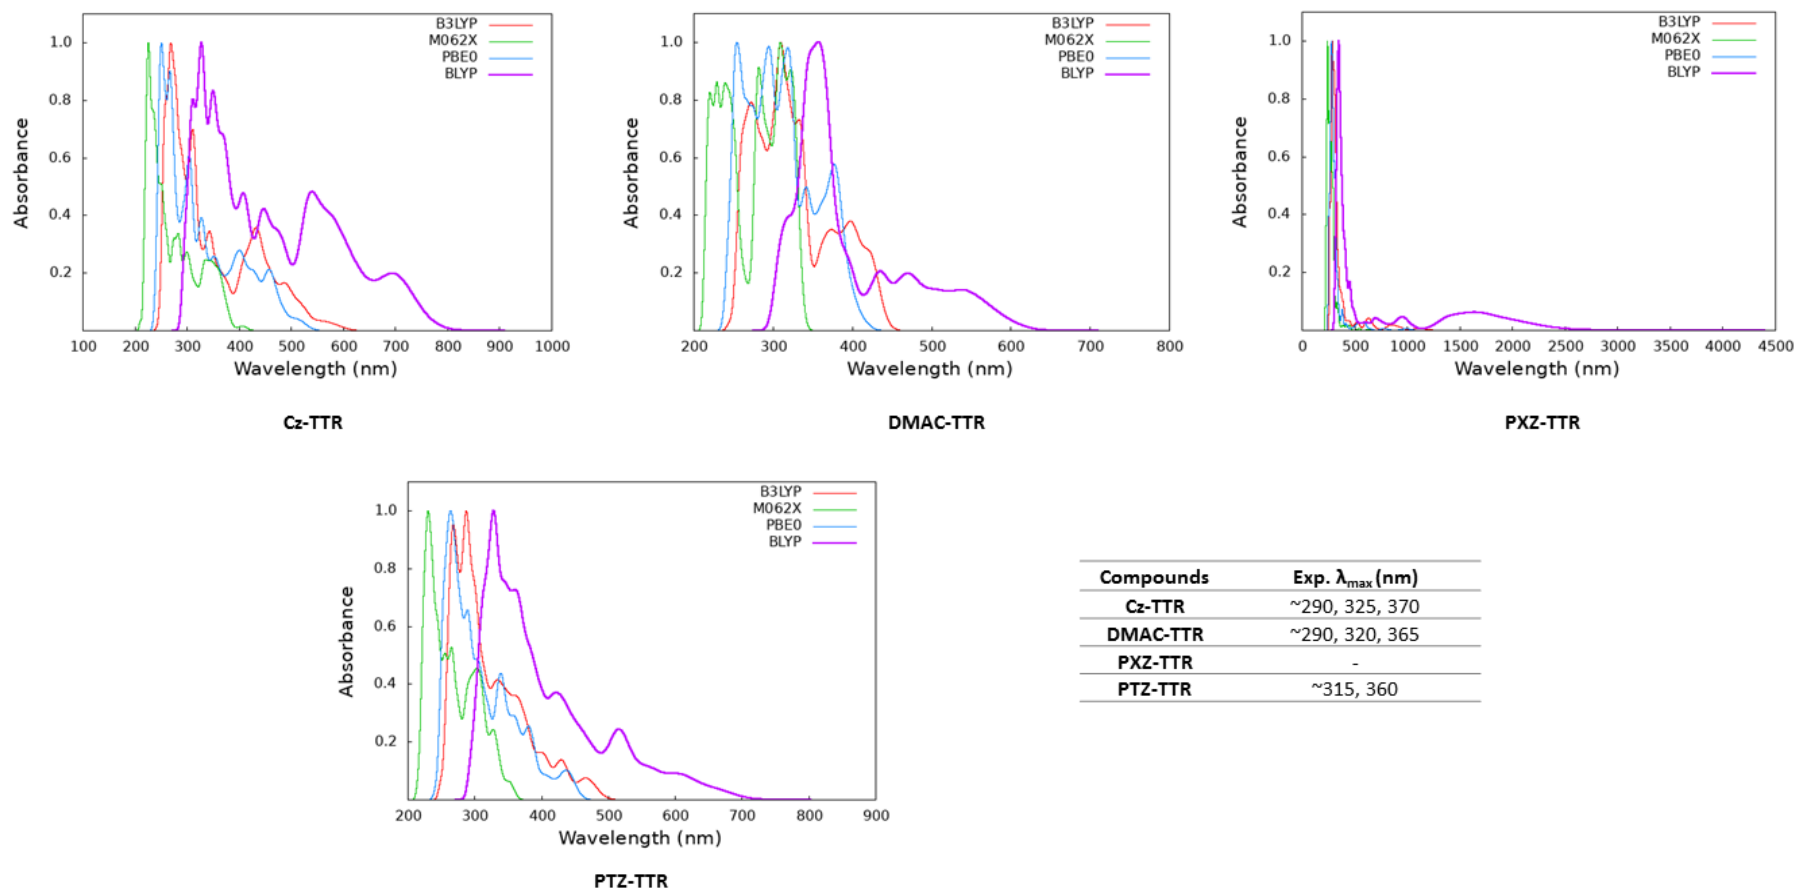 B3LYP
M062X
PBE0
BLYP
1.0
0.8
0.6
0.4
0.2
Absorbance
100 200 300 400 500 600 700 800 900 1000
Wavelength (nm)
Cz-TTR
B3LYP
M062X
PBE0
BLYP
1.0
0.8
0.6
0.4
0.2
Absorbance
200 300 400 500 600 700 800
Wavelength (nm)
DMAC-TTR
B3LYP
M062X
PBE0
BLYP
1.0
0.8
0.6
0.4
0.2
Absorbance
0 500 1000 1500 2000 2500 3000 3500 4000 4500
Wavelength (nm)
PXZ-TTR
B3LYP
M062X
PBE0
BLYP
1.0
0.8
0.6
0.4
0.2
Absorbance
200 300 400 500 600 700 800 900
Wavelength (nm)
PTZ-TTR
Compounds Exp. λmax (nm)
Cz-TTR ~290, 325, 370
DMAC-TTR ~290, 320, 365
PXZ-TTR -
PTZ-TTR ~315, 360